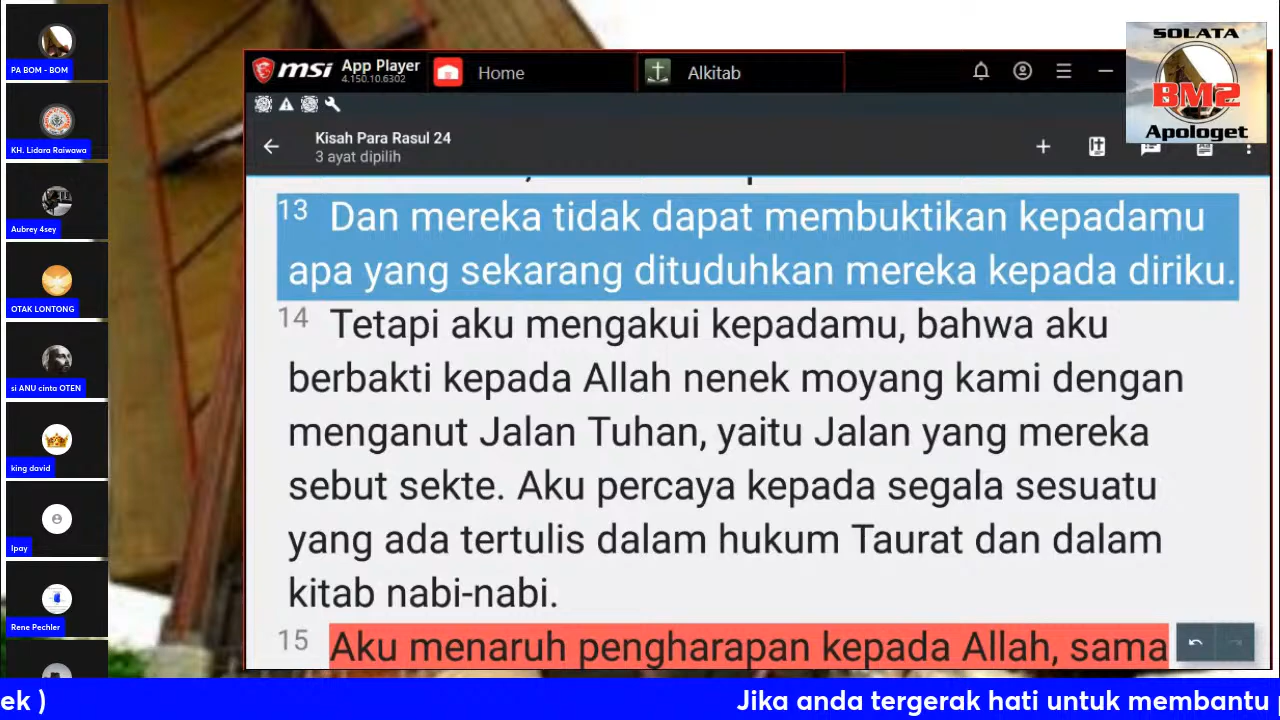 PA BOM - BOM
KH. Lidara Raiwawa
Aubrey 4sey
OTAK LONTONG
si ANU cinta OTEN
king david
Ipay
Rene Pechler
msi App Player
4.150.10.6302
Home
Alkitab
SOLATA
BM2
Apologet
Kisah Para Rasul 24
3 ayat dipilih
13 Dan mereka tidak dapat membuktikan kepadamu
apa yang sekarang dituduhkan mereka kepada diriku.
14 Tetapi aku mengakui kepadamu, bahwa aku
berbakti kepada Allah nenek moyang kami dengan
menganut Jalan Tuhan, yaitu Jalan yang mereka
sebut sekte. Aku percaya kepada segala sesuatu
yang ada tertulis dalam hukum Taurat dan dalam
kitab nabi-nabi.
15 Aku menaruh pengharapan kepada Allah, sama
ek )
Jika anda tergerak hati untuk membantu